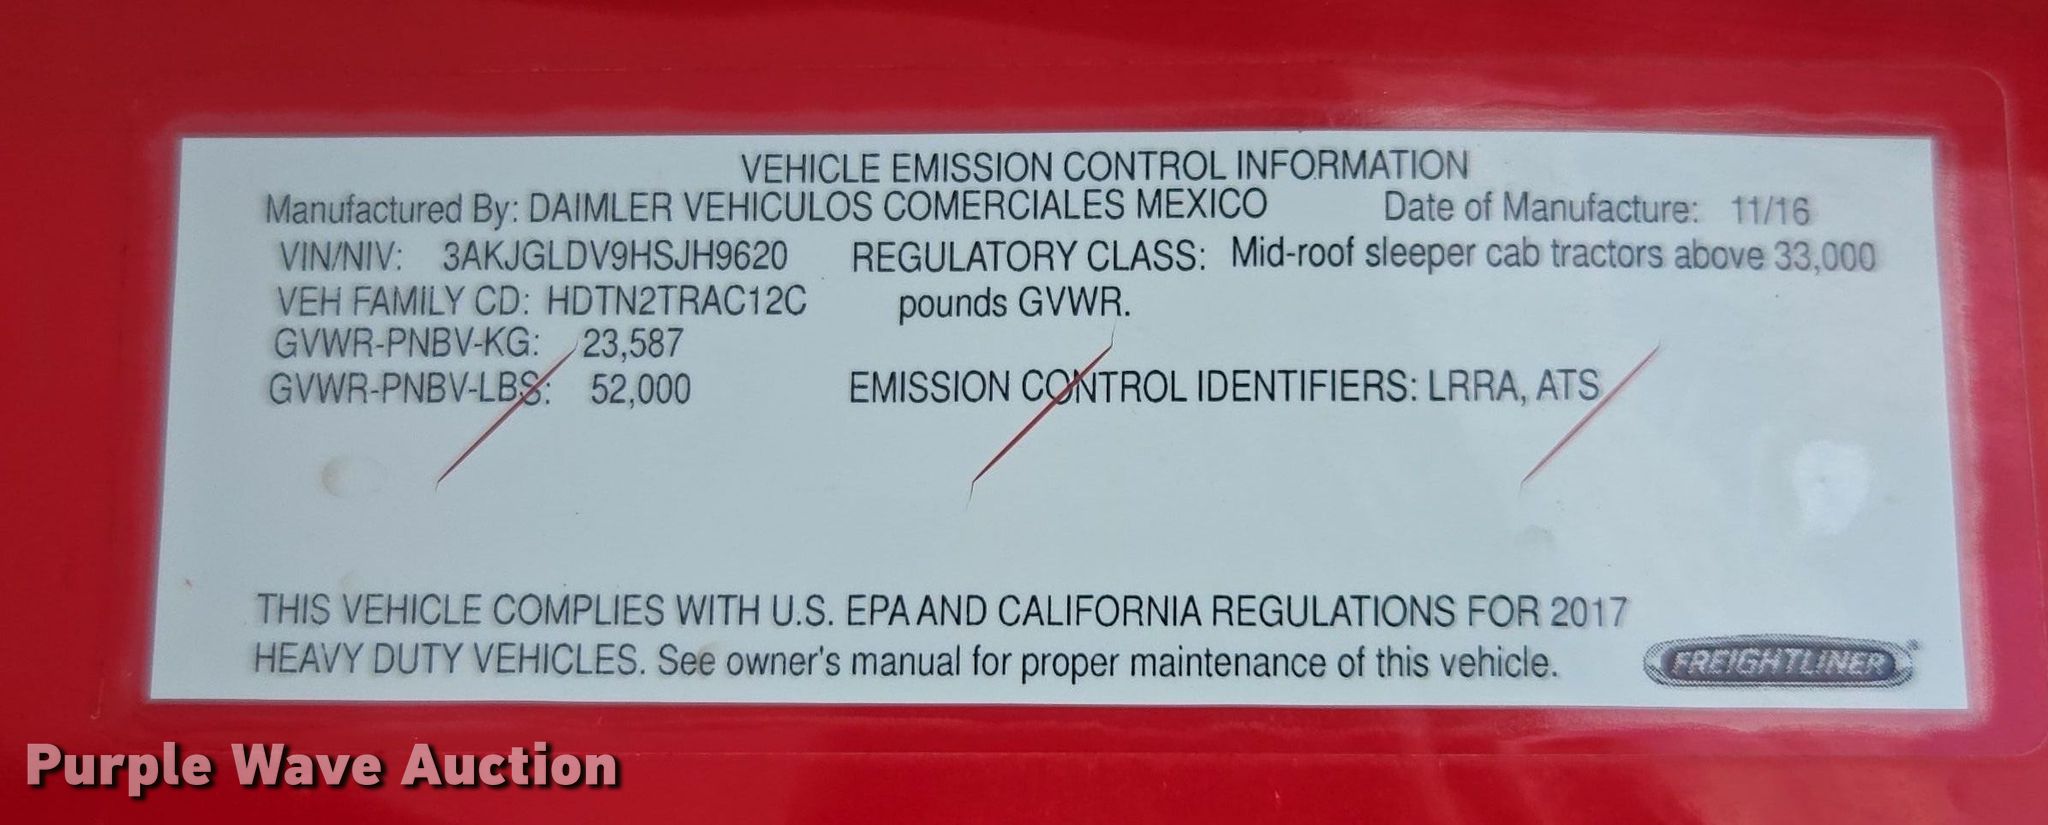 VEHICLE EMISSION CONTROL INFORMATION
Manufactured By: DAIMLER VEHICULOS COMERCIALES MEXICO Date of Manufacture: 11/16
VIN/NIV: 3AKJGLDV9HSJH9620 REGULATORY CLASS: Mid-roof sleeper cab tractors above 33,000
VEH FAMILY CD: HDTN2TRAC12C pounds GVWR.
GVWR-PNBV-KG: 23,587
GVWR-PNBV-LBS: 52,000 EMISSION CONTROL IDENTIFIERS: LRRA, ATS
THIS VEHICLE COMPLIES WITH U.S. EPA AND CALIFORNIA REGULATIONS FOR 2017
HEAVY DUTY VEHICLES. See owner's manual for proper maintenance of this vehicle.
FREIGHTLINER
Purple Wave Auction